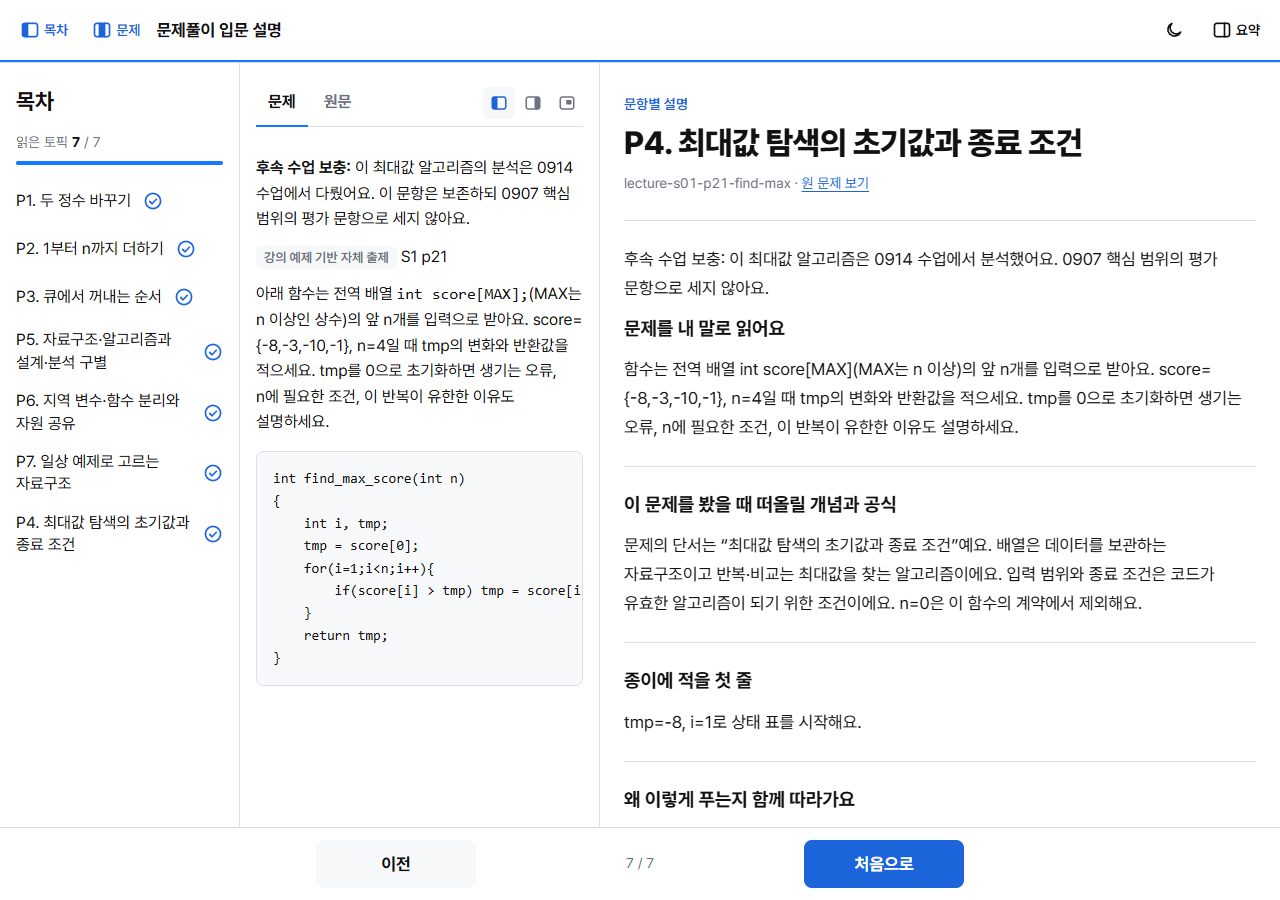 목차
문제
문제풀이 입문 설명
요약
목차
읽은 토픽 7 / 7
P1. 두 정수 바꾸기
P2. 1부터 n까지 더하기
P3. 큐에서 꺼내는 순서
P5. 자료구조·알고리즘과
설계·분석 구별
P6. 지역 변수·함수 분리와
자원 공유
P7. 일상 예제로 고르는
자료구조
P4. 최대값 탐색의 초기값과
종료 조건
문제
원문
후속 수업 보충: 이 최대값 알고리즘의 분석은 0914
수업에서 다뤘어요. 이 문항은 보존하되 0907 핵심
범위의 평가 문항으로 세지 않아요.
강의 예제 기반 자체 출제 S1 p21
아래 함수는 전역 배열 int score[MAX];(MAX는
n 이상인 상수)의 앞 n개를 입력으로 받아요. score=
{-8,-3,-10,-1}, n=4일 때 tmp의 변화와 반환값을
적으세요. tmp를 0으로 초기화하면 생기는 오류,
n에 필요한 조건, 이 반복이 유한한 이유도
설명하세요.
int find_max_score(int n)
{
    int i, tmp;
    tmp = score[0];
    for(i=1;i<n;i++){
        if(score[i] > tmp) tmp = score[i
    }
    return tmp;
}
문항별 설명
P4. 최대값 탐색의 초기값과 종료 조건
lecture-s01-p21-find-max · 원 문제 보기
후속 수업 보충: 이 최대값 알고리즘은 0914 수업에서 분석했어요. 0907 핵심 범위의 평가
문항으로 세지 않아요.
문제를 내 말로 읽어요
함수는 전역 배열 int score[MAX](MAX는 n 이상)의 앞 n개를 입력으로 받아요. score=
{-8,-3,-10,-1}, n=4일 때 tmp의 변화와 반환값을 적으세요. tmp를 0으로 초기화하면 생기는
오류, n에 필요한 조건, 이 반복이 유한한 이유도 설명하세요.
이 문제를 봤을 때 떠올릴 개념과 공식
문제의 단서는 “최대값 탐색의 초기값과 종료 조건”예요. 배열은 데이터를 보관하는
자료구조이고 반복·비교는 최대값을 찾는 알고리즘이에요. 입력 범위와 종료 조건은 코드가
유효한 알고리즘이 되기 위한 조건이에요. n=0은 이 함수의 계약에서 제외해요.
종이에 적을 첫 줄
tmp=-8, i=1로 상태 표를 시작해요.
왜 이렇게 푸는지 함께 따라가요
이전
7 / 7
처음으로